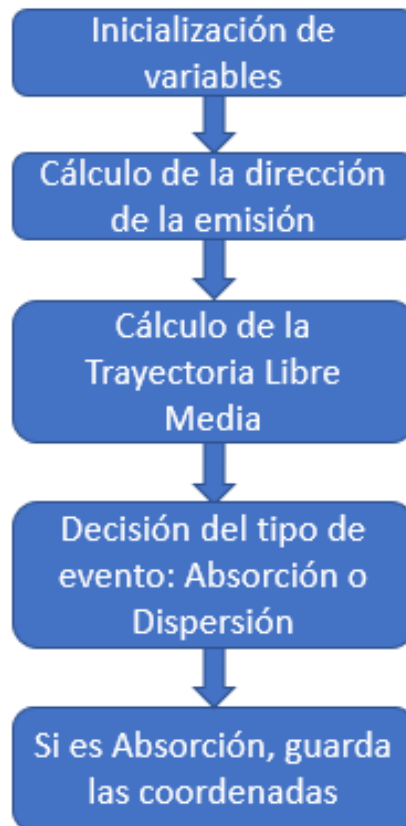 Inicialización de
variables
Cálculo de la dirección
de la emisión
Cálculo de la
Trayectoria Libre
Media
Decisión del tipo de
evento: Absorción o
Dispersión
Si es Absorción, guarda
las coordenadas